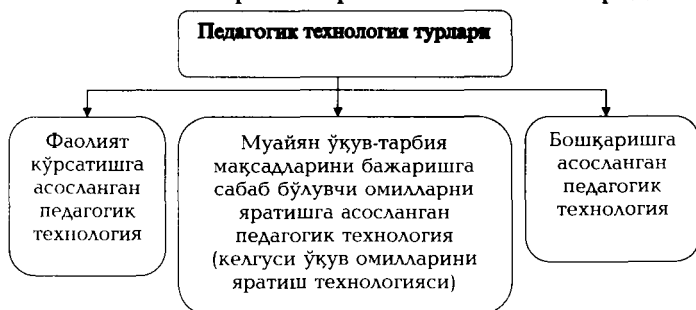 Педагогик технология турлари
Фаолият
кўрсатишга
асосланган
педагогик
технология
Муайян ўқув-тарбия
мақсадларини бажаришга
сабаб бўлувчи омилларни
яратишга асосланган
педагогик технология
(келгуси ўқув омилларини
яратиш технологияси)
Бошқаришга
асосланган
педагогик
технология